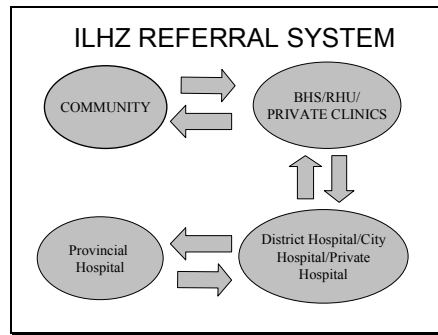 ILHZ REFERRAL SYSTEM
COMMUNITY
BHS/RHU/
PRIVATE CLINICS
Provincial
Hospital
District Hospital/City
Hospital/Private
Hospital